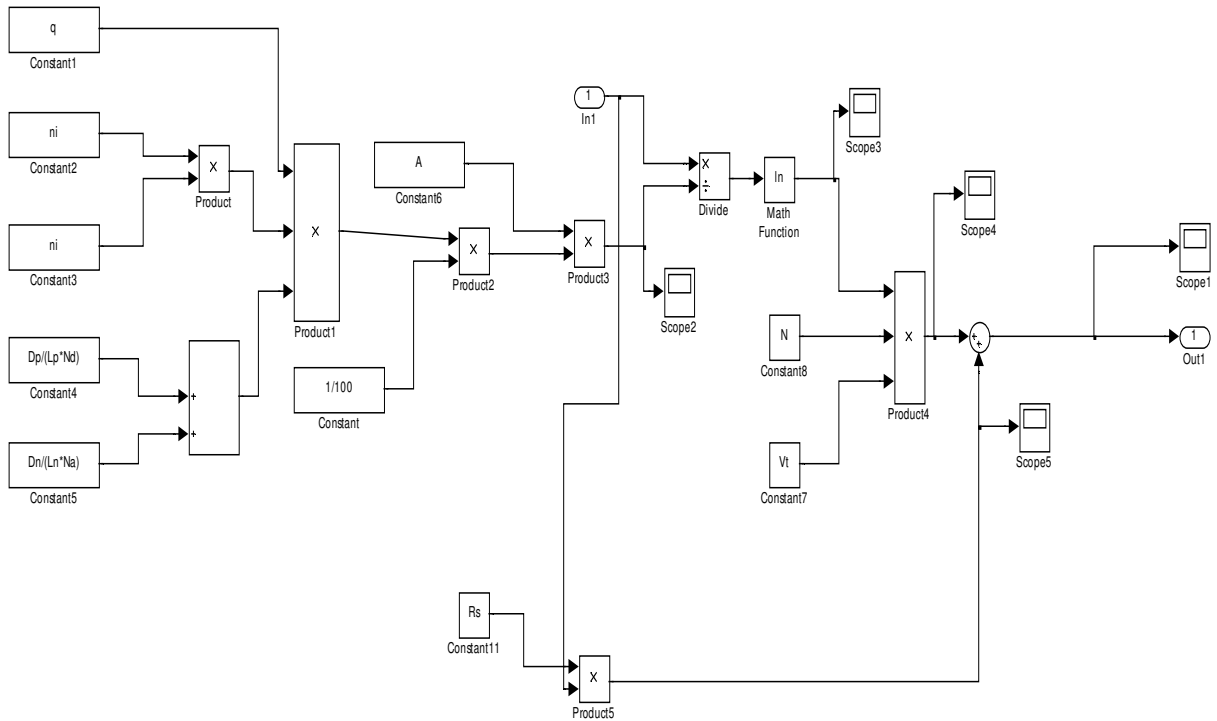 q
Constant1
ni
Constant2
X
Product
ni
Constant3
Dp/(Lp*Nd)
Constant4
Dn/(Ln*Na)
Constant5
+
+
X
Product1
1/100
Constant
A
Constant6
X
Product2
X
Product3
1
In1
Scope2
X
÷
Divide
ln
Math
Function
Scope3
N
Constant8
Vt
Constant7
X
Product4
Scope4
+
+
Scope1
1
Out1
Scope5
Rs
Constant11
X
Product5